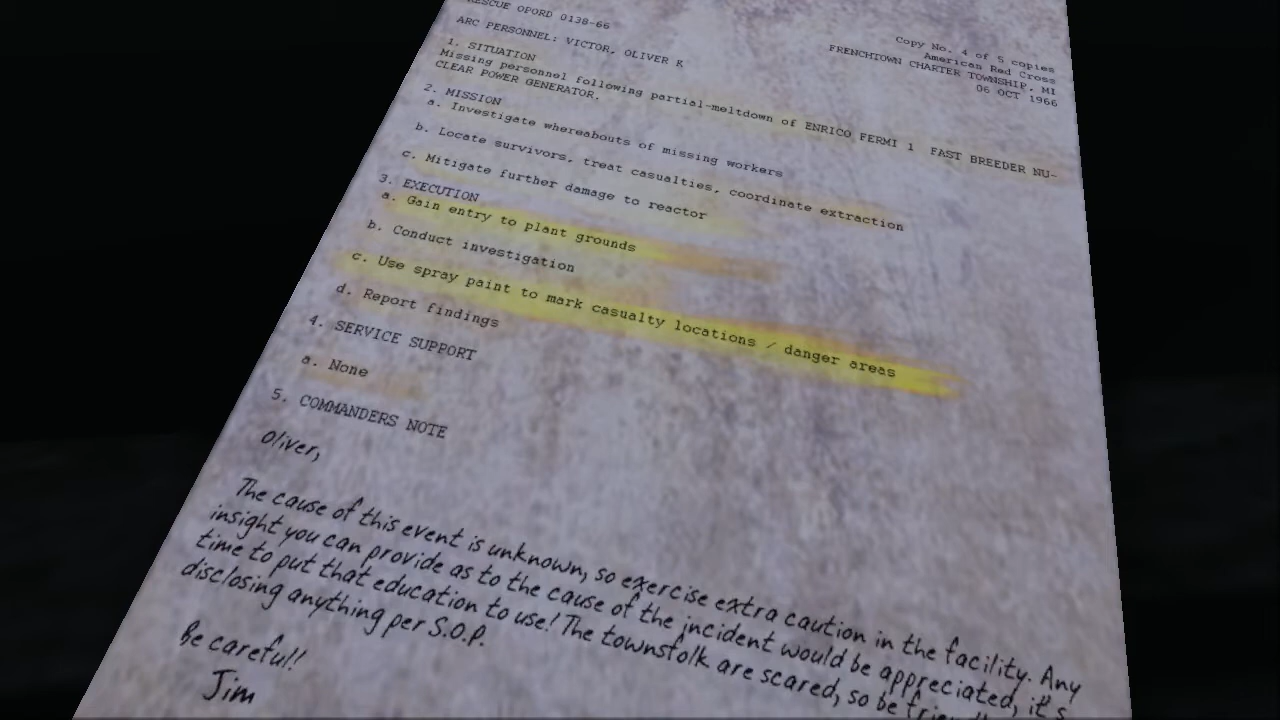 RESCUE OPORD 0138-66
Copy No. 4 of 5 copies
American Red Cross
FRENCHTOWN CHARTER TOWNSHIP, MI
06 OCT 1966
ARC PERSONNEL: VICTOR, OLIVER K
1. SITUATION
Missing personnel following partial-meltdown of ENRICO FERMI 1 FAST BREEDER NU-
CLEAR POWER GENERATOR.
2. MISSION
a. Investigate whereabouts of missing workers
b. Locate survivors, treat casualties, coordinate extraction
c. Mitigate further damage to reactor
3. EXECUTION
a. Gain entry to plant grounds
b. Conduct investigation
c. Use spray paint to mark casualty locations / danger areas
d. Report findings
4. SERVICE SUPPORT
a. None
5. COMMANDERS NOTE
Oliver,
The cause of this event is unknown, so exercise extra caution in the facility. Any
insight you can provide as to the cause of the incident would be appreciated, it's
time to put that education to use! The townsfolk are scared, so be
disclosing anything per S.O.P.
Be careful!
Jim